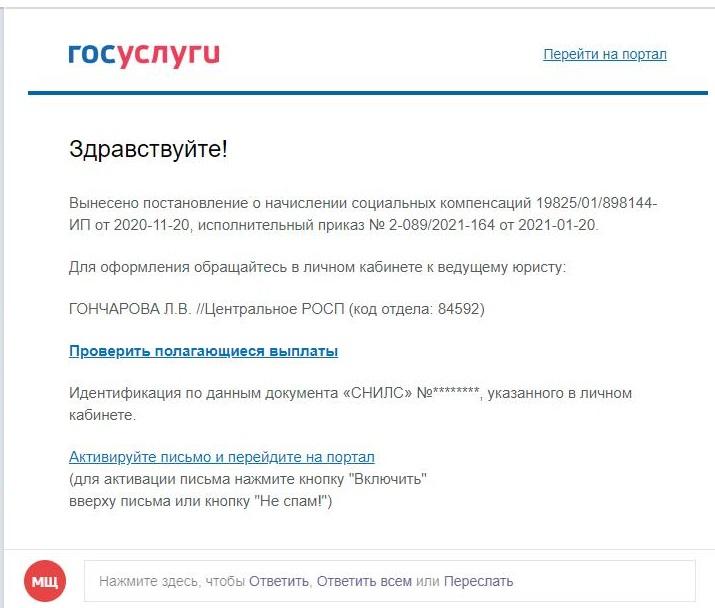 госуслуги
Перейти на портал
Здравствуйте!
Вынесено постановление о начислении социальных компенсаций 19825/01/898144-
ИП от 2020-11-20, исполнительный приказ № 2-089/2021-164 от 2021-01-20.
Для оформления обращайтесь в личном кабинете к ведущему юристу:
ГОНЧАРОВА Л.В. //Центральное РОСП (код отдела: 84592)
Проверить полагающиеся выплаты
Идентификация по данным документа «СНИЛС» №********, указанного в личном
кабинете.
Активируйте письмо и перейдите на портал
(для активации письма нажмите кнопку "Включить"
вверху письма или кнопку "Не спам!")
МЩ
Нажмите здесь, чтобы Ответить, Ответить всем или Переслать